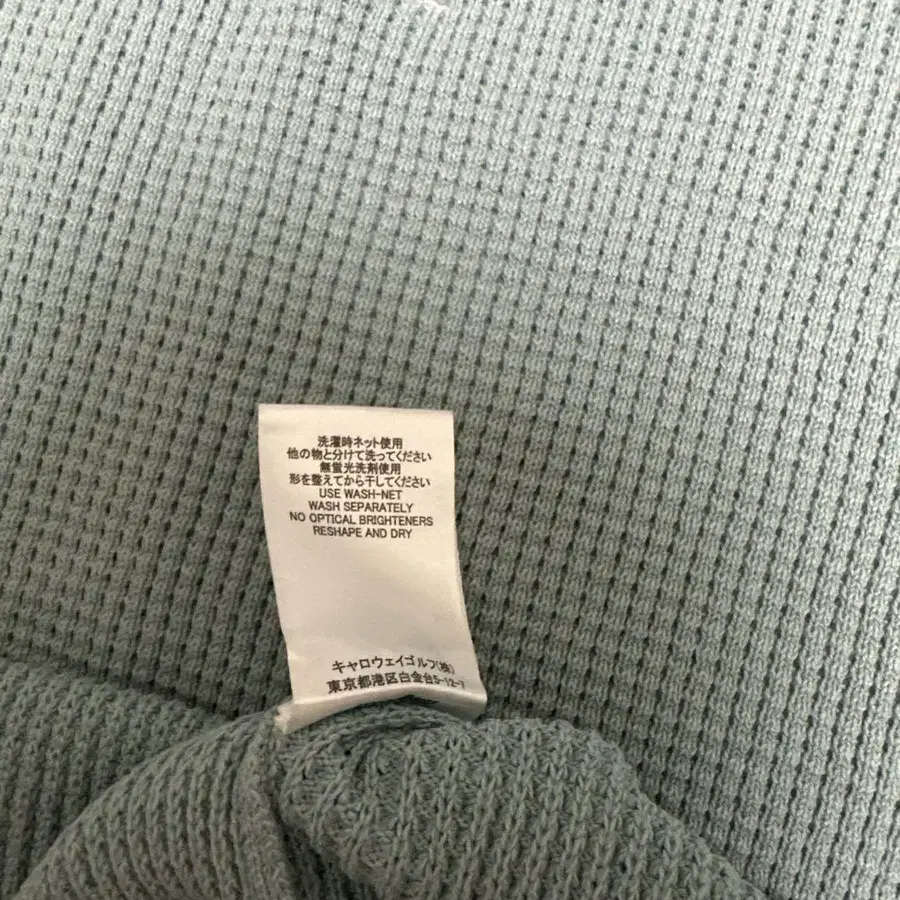 洗濯時ネット使用
他の物と分けて洗ってください
無蛍光洗剤使用
形を整えてから干してください
USE WASH-NET
WASH SEPARATELY
NO OPTICAL BRIGHTENERS
RESHAPE AND DRY
キャロウェイゴルフ(株)
東京都港区白金台5-12-7